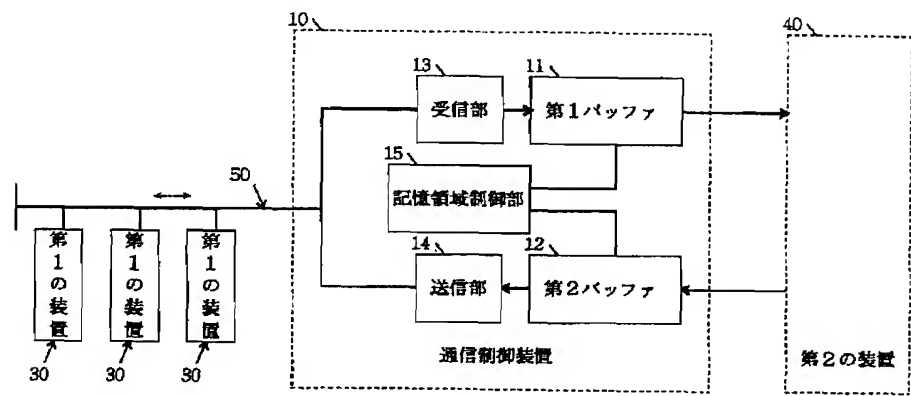 10
40
13
11
受信部
第1バッファ
15
50
記憶領域制御部
14
12
第1の装置
第1の装置
第1の装置
送信部
第2バッファ
30
30
30
通信制御装置
第2の装置